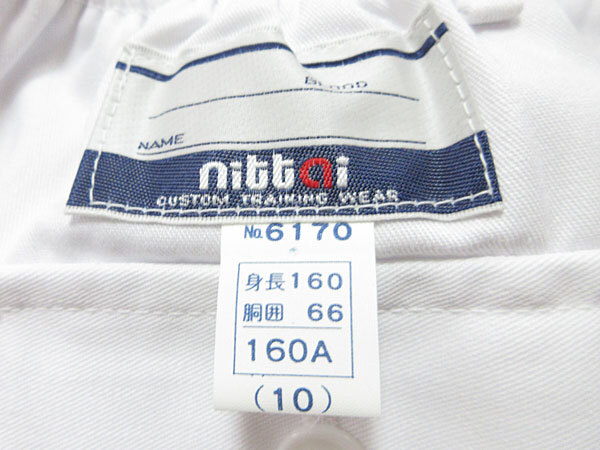 BLOOD
NAME
nittai
CUSTOM TRAINING WEAR
No.6170
身長160
胴囲 66
160A
(10)